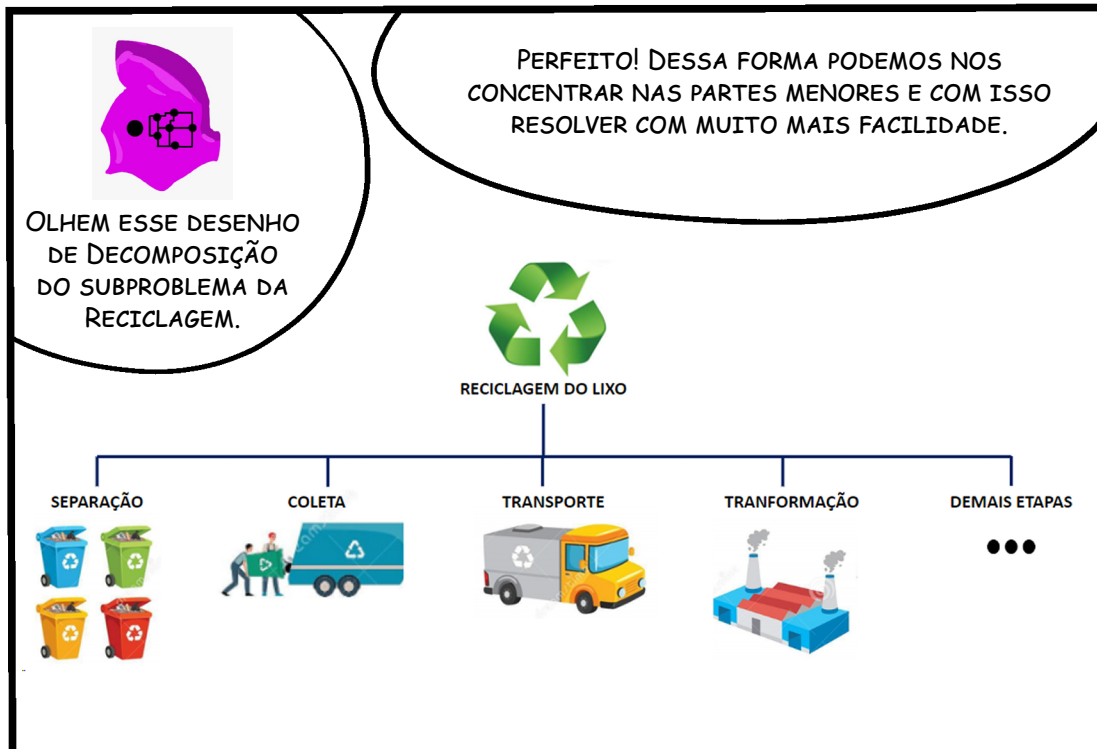 OLHEM ESSE DESENHO
DE DECOMPOSIÇÃO
DO SUBPROBLEMA DA
RECICLAGEM.
PERFEITO! DESSA FORMA PODEMOS NOS
CONCENTRAR NAS PARTES MENORES E COM ISSO
RESOLVER COM MUITO MAIS FACILIDADE.
RECICLAGEM DO LIXO
SEPARAÇÃO
COLETA
TRANSPORTE
TRANFORMAÇÃO
DEMAIS ETAPAS